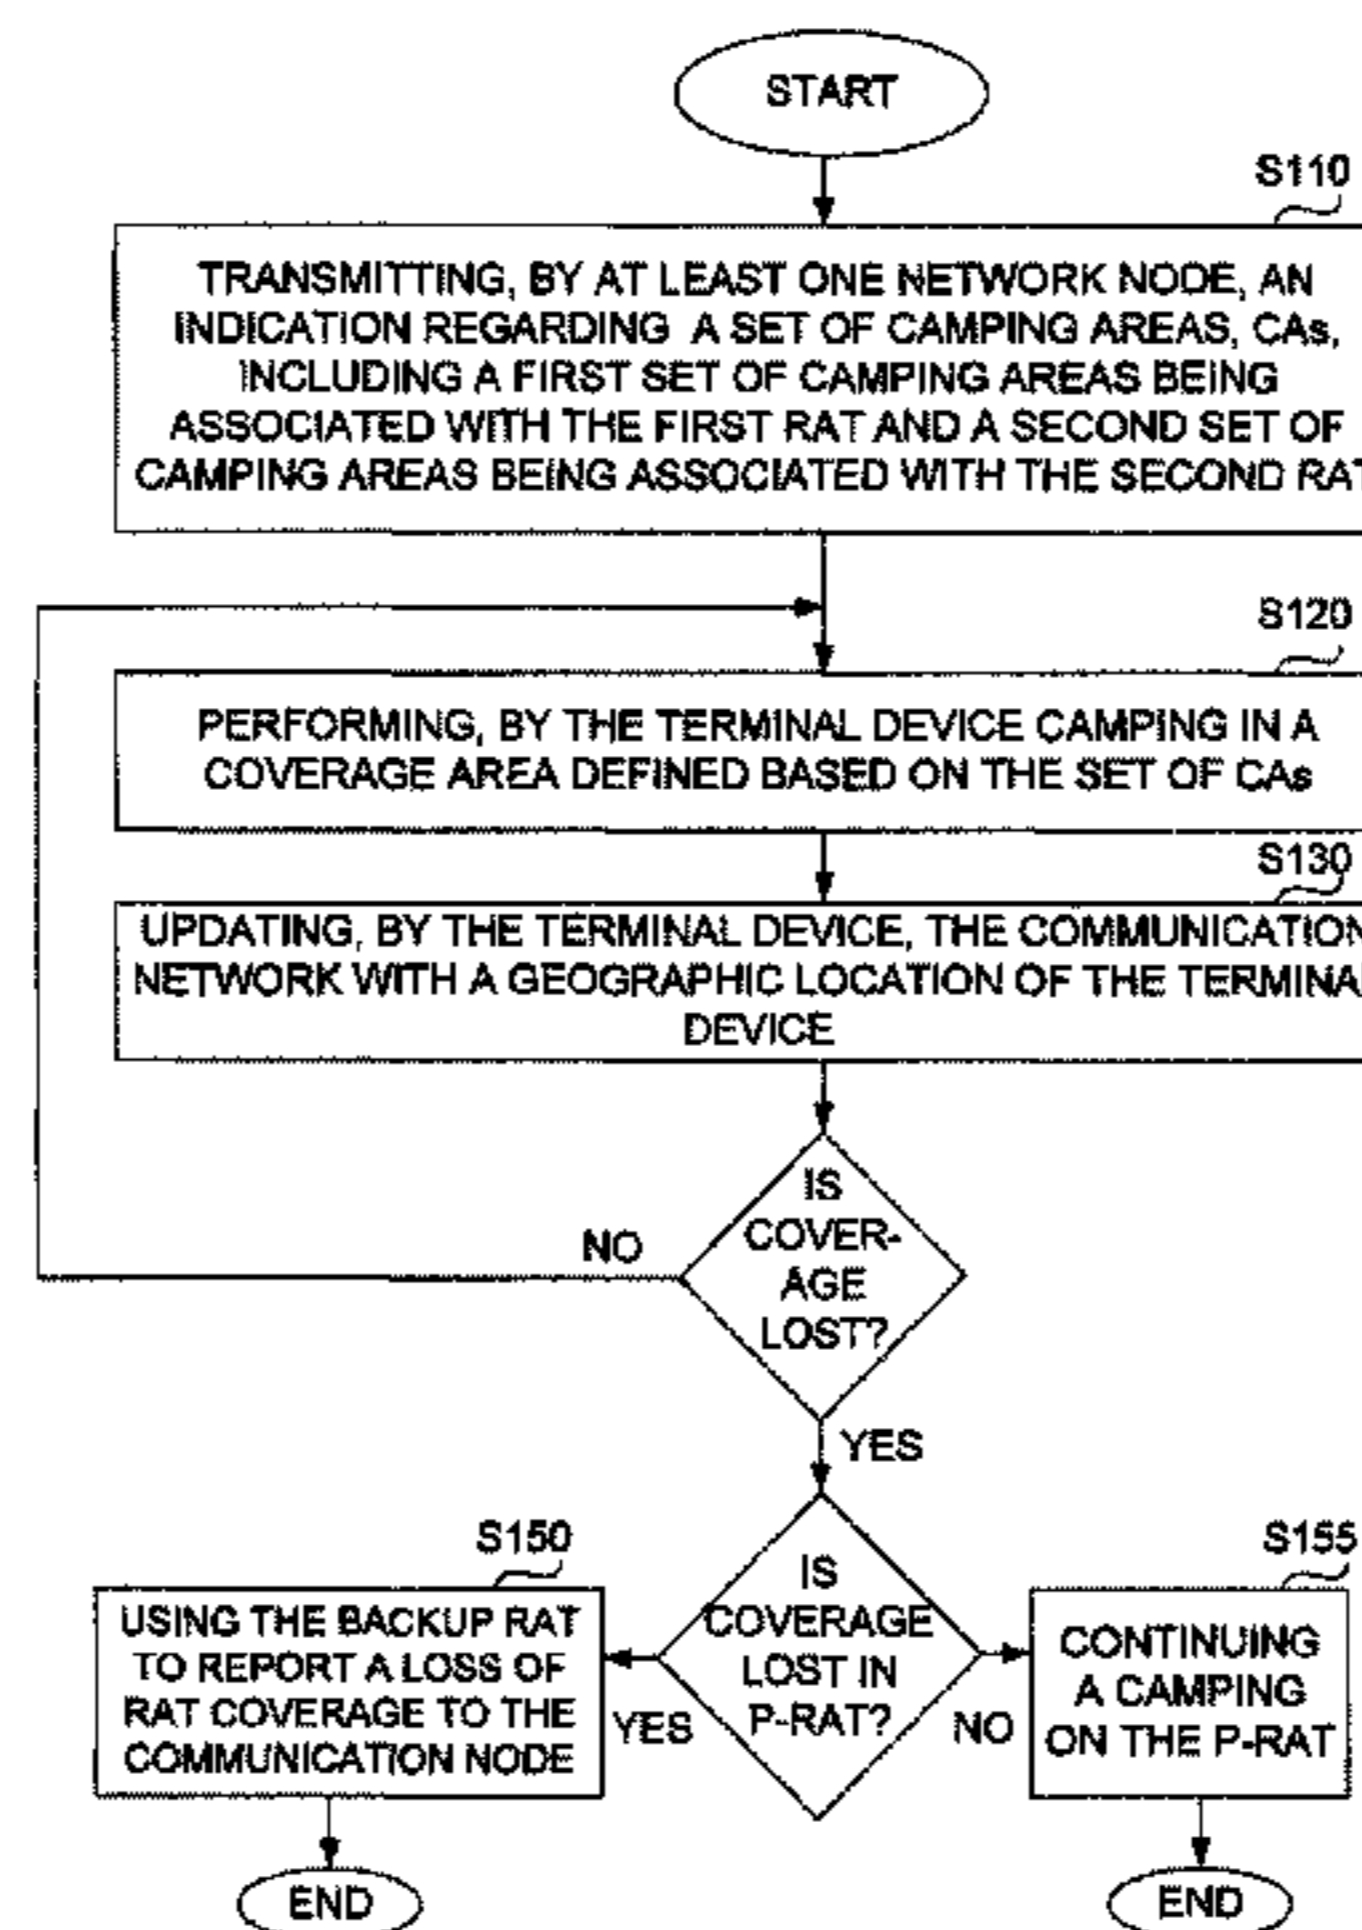 START
S110
TRANSMITTING, BY AT LEAST ONE NETWORK NODE, AN
INDICATION REGARDING A SET OF CAMPING AREAS, CAs,
INCLUDING A FIRST SET OF CAMPING AREAS BEING
ASSOCIATED WITH THE FIRST RAT AND A SECOND SET OF
CAMPING AREAS BEING ASSOCIATED WITH THE SECOND RAT
S120
PERFORMING, BY THE TERMINAL DEVICE CAMPING IN A
COVERAGE AREA DEFINED BASED ON THE SET OF CAs
S130
UPDATING, BY THE TERMINAL DEVICE, THE COMMUNICATION
NETWORK WITH A GEOGRAPHIC LOCATION OF THE TERMINAL
DEVICE
IS
COVER-
AGE
LOST?
NO
YES
IS
COVERAGE
LOST IN
P-RAT?
YES
NO
S150
USING THE BACKUP RAT
TO REPORT A LOSS OF
RAT COVERAGE TO THE
COMMUNICATION NODE
S155
CONTINUING
A CAMPING
ON THE P-RAT
END
END